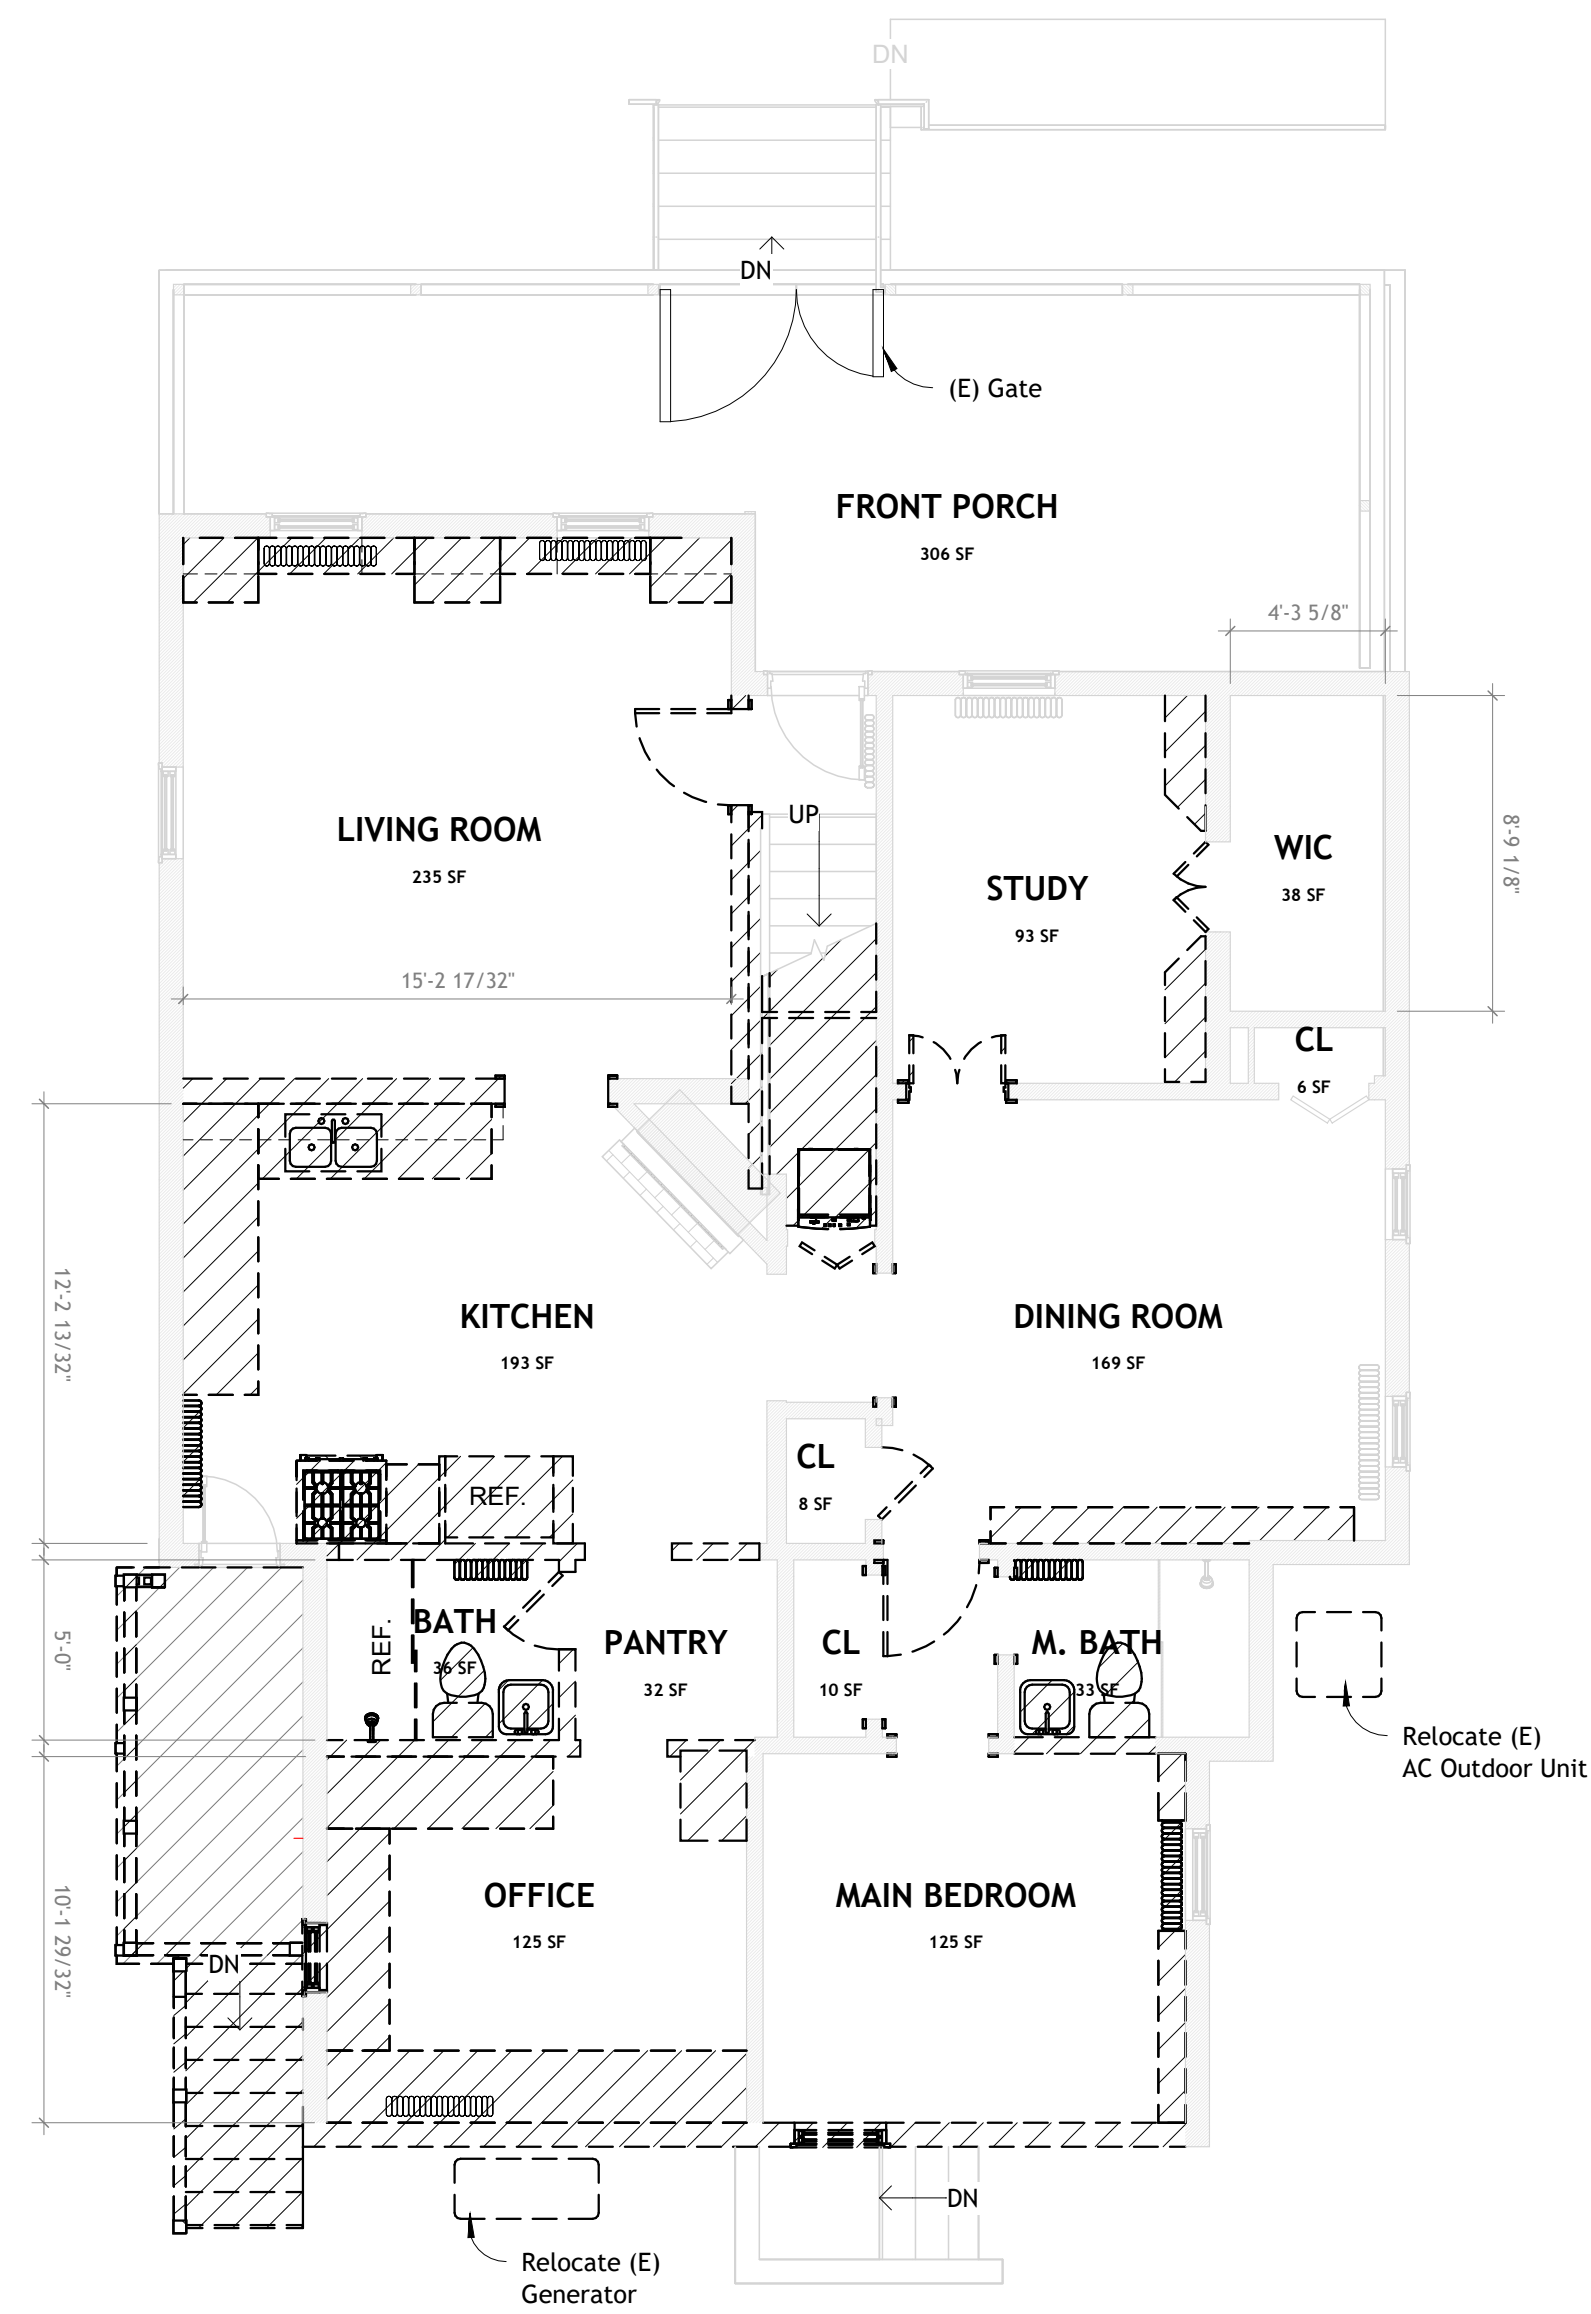 DN
DN
(E) Gate
FRONT PORCH
306 SF
4'-3 5/8"
LIVING ROOM
235 SF
UP
STUDY
93 SF
WIC
38 SF
8'-9 1/8"
15'-2 17/32"
CL
6 SF
12'-2 13/32"
KITCHEN
193 SF
DINING ROOM
169 SF
CL
8 SF
REF.
5'-0"
REF.
BATH
36 SF
PANTRY
32 SF
CL
10 SF
M. BATH
33 SF
Relocate (E)
AC Outdoor Unit
10'-1 29/32"
OFFICE
125 SF
MAIN BEDROOM
125 SF
DN
DN
Relocate (E)
Generator